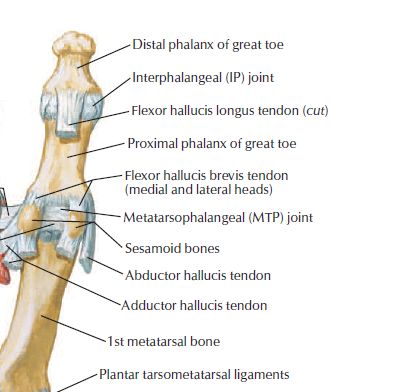 Distal phalanx of great toe
Interphalangeal (IP) joint
Flexor hallucis longus tendon (cut)
Proximal phalanx of great toe
Flexor hallucis brevis tendon
(medial and lateral heads)
Metatarsophalangeal (MTP) joint
Sesamoid bones
Abductor hallucis tendon
Adductor hallucis tendon
1st metatarsal bone
Plantar tarsometatarsal ligaments